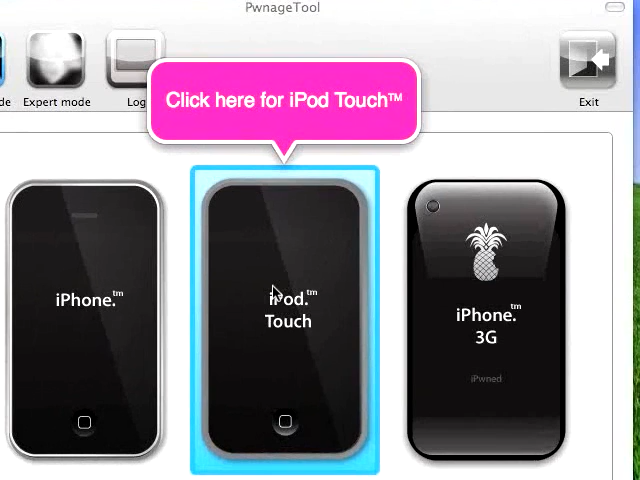 PwnageTool
de
Expert mode
Log
Exit
Click here for iPod Touch™
iPhone.™
iPod.™
Touch
iPhone.™
3G
iPwned